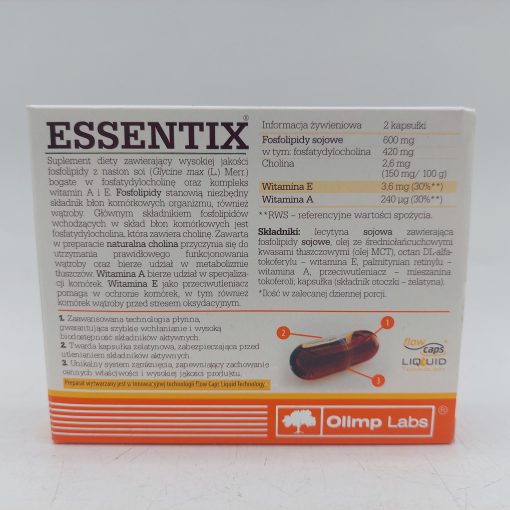 ESSENTIX®
Suplement diety zawierający wysokiej jakości
fosfolipidy z nasion soi (Glycine max (L.) Merr.)
bogate w fosfatydylocholinę oraz kompleks
witamin A i E. Fosfolipidy stanowią niezbędny
składnik błon komórkowych organizmu, również
wątroby. Głównym składnikiem fosfolipidów
wchodzących w skład błon komórkowych jest
fosfatydylocholina, która zawiera cholinę. Zawarta
w preparacie naturalna cholina przyczynia się do
utrzymania prawidłowego funkcjonowania
wątroby oraz bierze udział w metabolizmie
tłuszczów. Witamina A bierze udział w specjaliza-
cji komórek. Witamina E jako przeciwutleniacz
pomaga w ochronie komórek, w tym również
komórek wątroby przed stresem oksydacyjnym.
1. Zaawansowana technologia płynna,
gwarantująca szybkie wchłanianie i wysoką
biodostępność składników aktywnych.
2. Twarda kapsułka żelatynowa, zabezpieczająca przed
utlenianiem składników aktywnych.
3. Unikalny system zamknięcia, zapewniający zachowanie
cennych właściwości i wysokiej jakości produktu.
Preparat wytwarzany jest w innowacyjnej technologii Flow Caps Liquid Technology
Informacja żywieniowa 2 kapsułki
Fosfolipidy sojowe 600 mg
w tym: fosfatydylocholina 420 mg
Cholina 2,6 mg
(150 mg/ 100 g)
Witamina E 3,6 mg (30%**)
Witamina A 240 µg (30%**)
**RWS – referencyjne wartości spożycia.
Składniki: lecytyna sojowa zawierająca
fosfolipidy sojowe, olej ze średniołańcuchowymi
kwasami tłuszczowymi (olej MCT), octan DL-alfa-
tokoferylu – witamina E, palmitynian retinylu –
witamina A, przeciwutleniacz – mieszanina
tokoferoli; kapsułka (składnik otoczki – żelatyna).
*Ilość w zalecanej dziennej porcji.
1
2
3
flow caps
LIQUID
Olimp Labs®